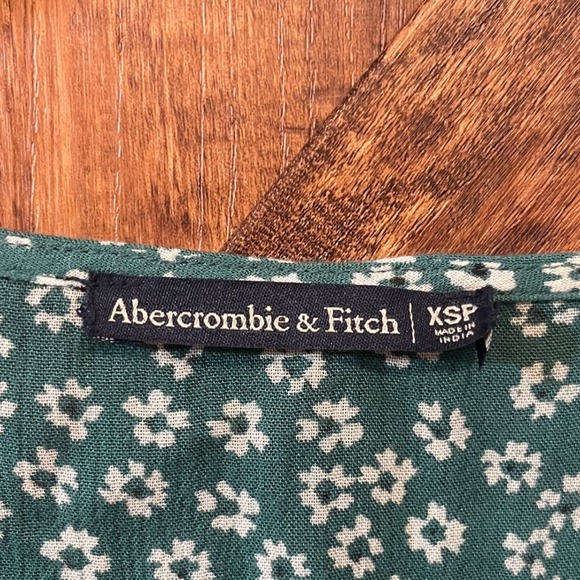 Abercrombie & Fitch | XSP
MADE IN
INDIA